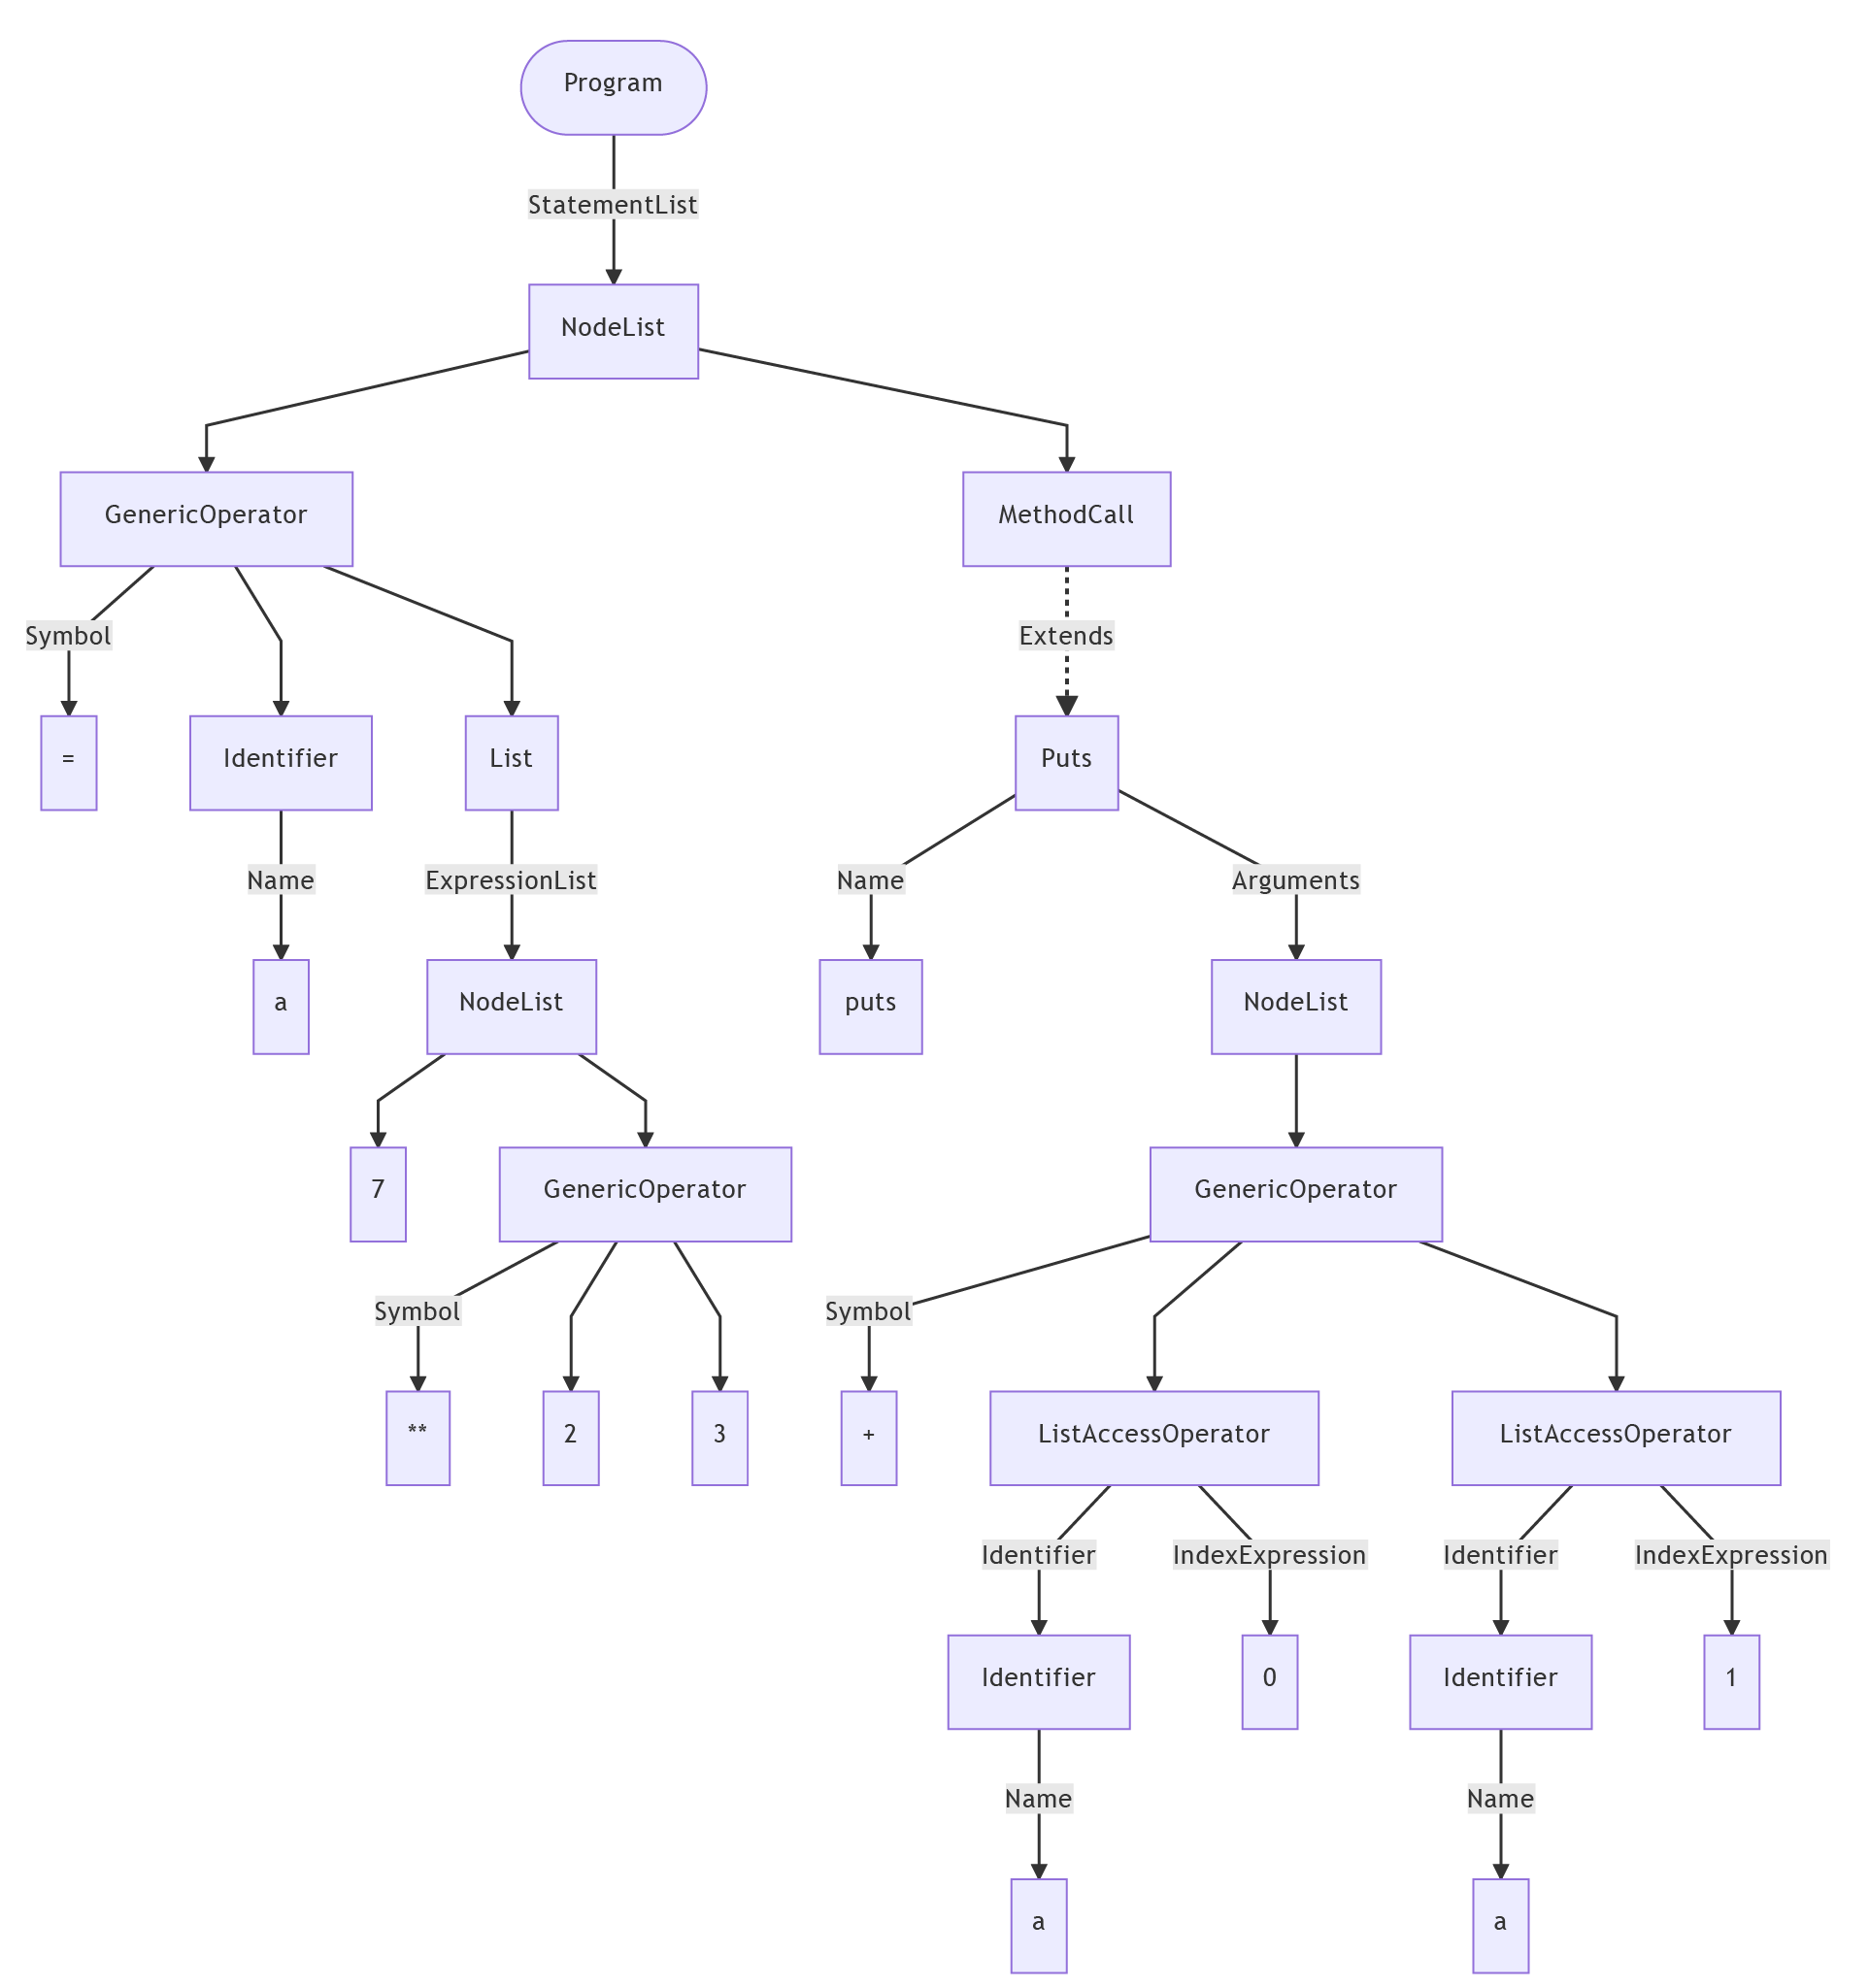 Program
StatementList
NodeList
GenericOperator
MethodCall
Symbol
Extends
=
Identifier
List
Puts
Name
ExpressionList
Name
Arguments
a
NodeList
puts
NodeList
7
GenericOperator
GenericOperator
Symbol
Symbol
**
2
3
+
ListAccessOperator
ListAccessOperator
Identifier
IndexExpression
Identifier
IndexExpression
Identifier
0
Identifier
1
Name
Name
a
a